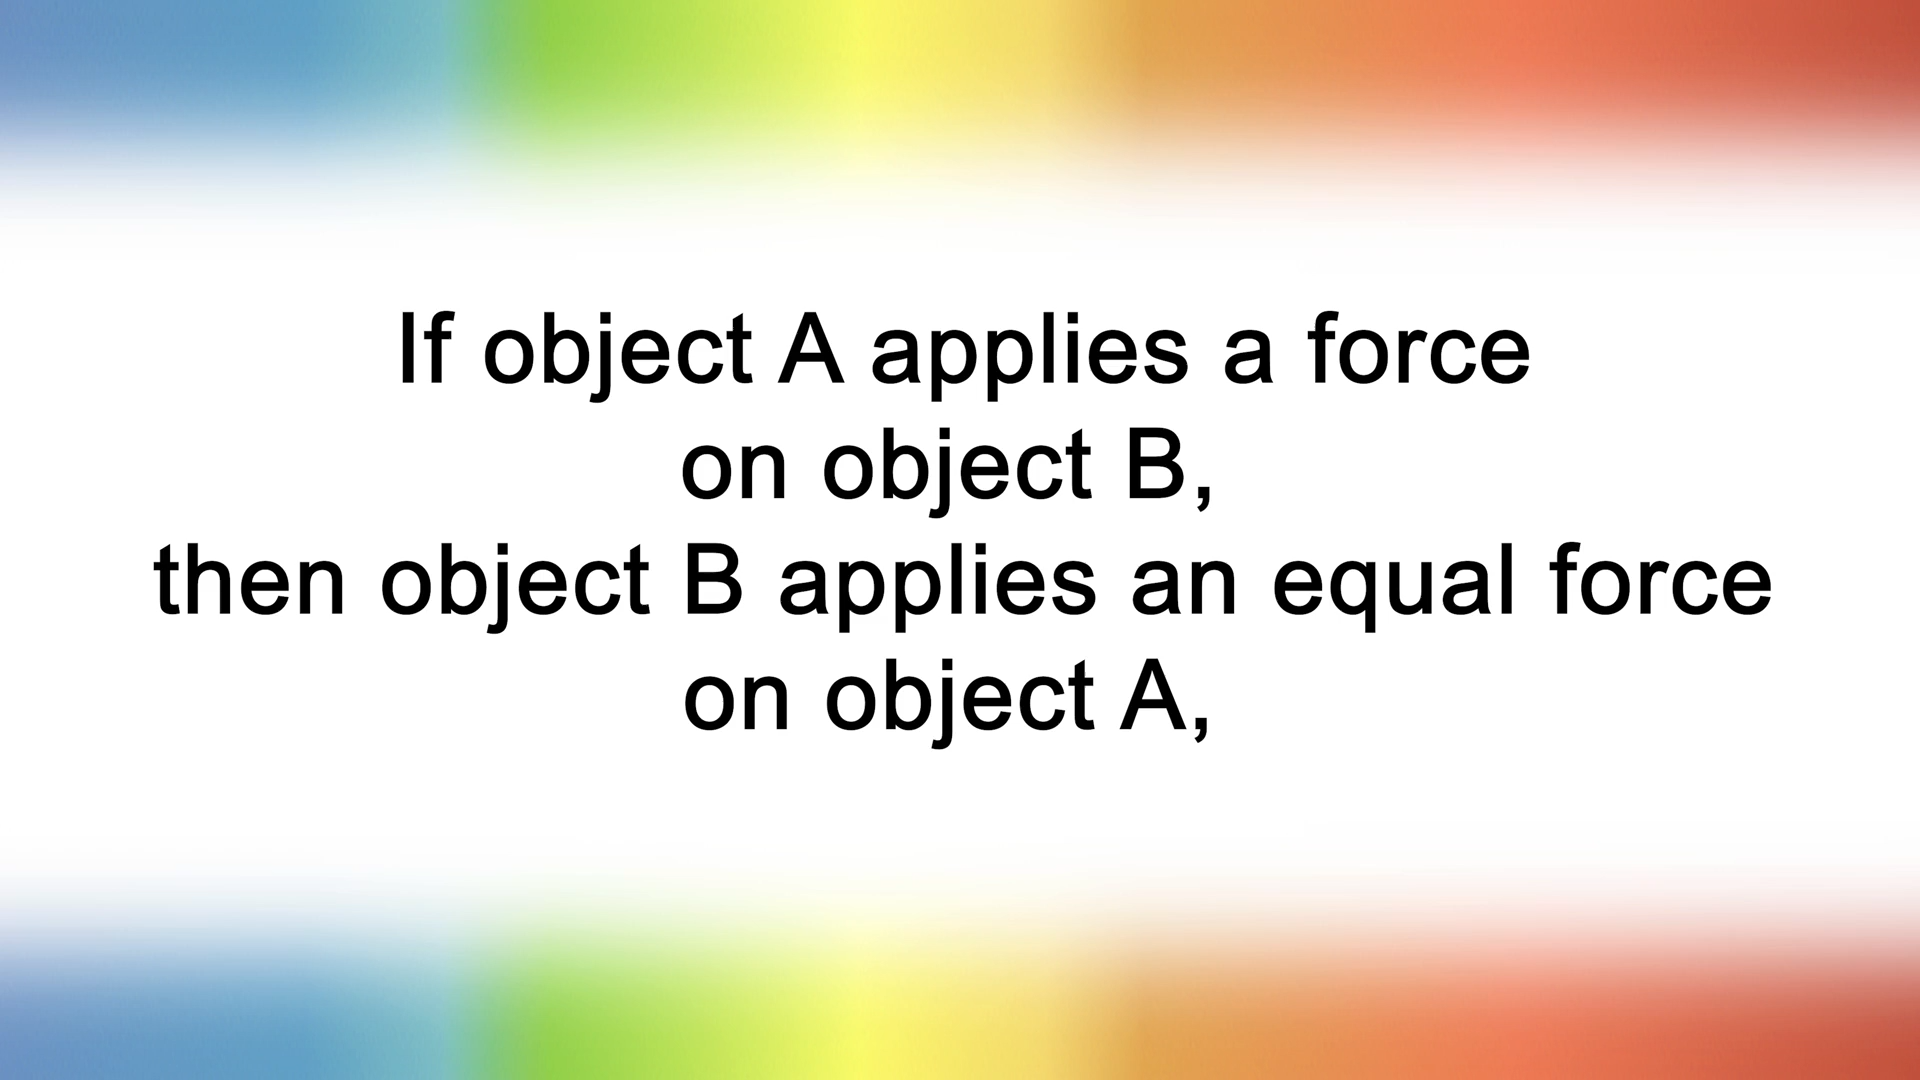 If object A applies a force
on object B,
then object B applies an equal force
on object A,